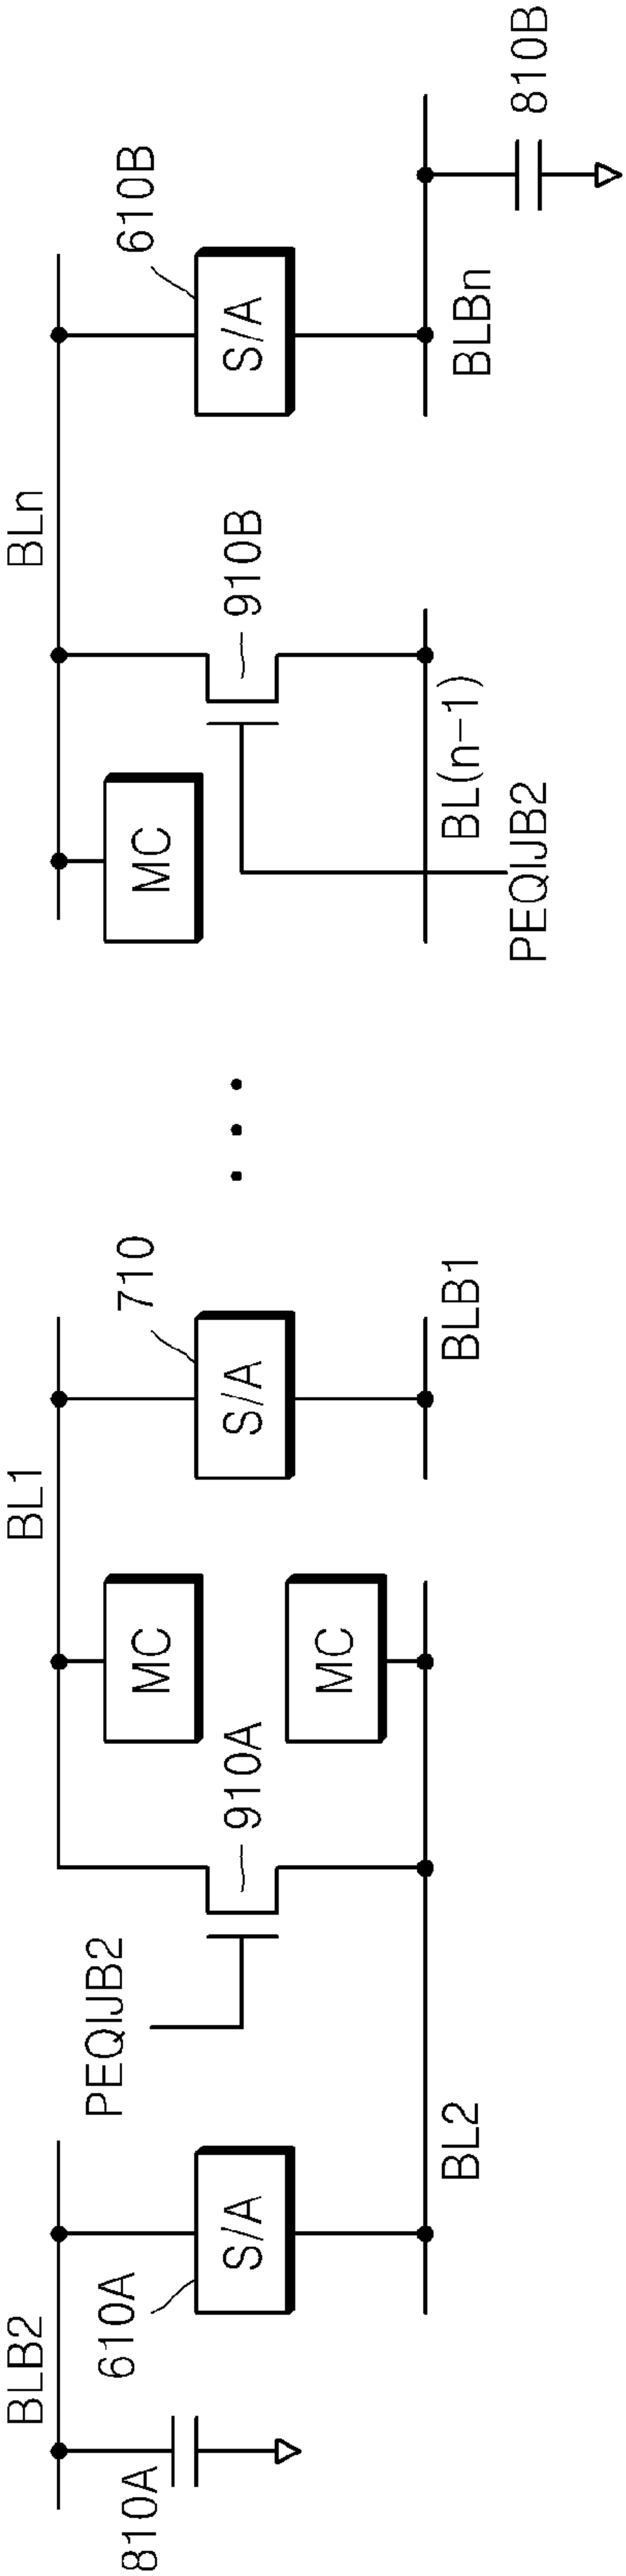 BLB2
BL1
BLn
PEQIJB2
610A
710
610B
810A
MC
MC
S/A
910A
S/A
910B
S/A
MC
BL2
BLB1
BL(n-1)
BLBn
PEQIJB2
810B